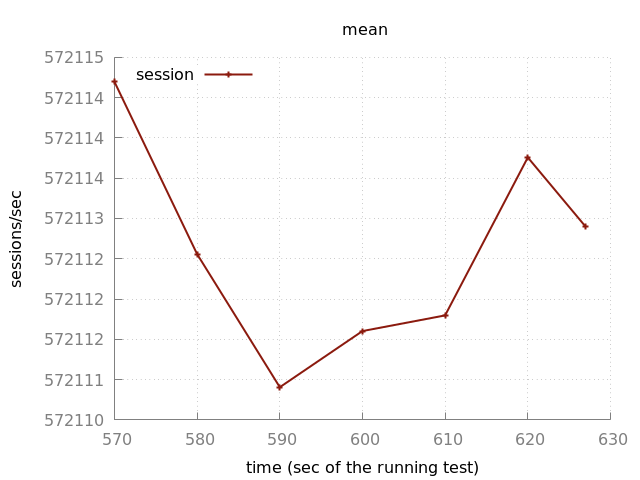 mean
572115
session
572114
572114
572114
572113
572112
572112
572112
572111
572110
sessions/sec
570 580 590 600 610 620 630
time (sec of the running test)